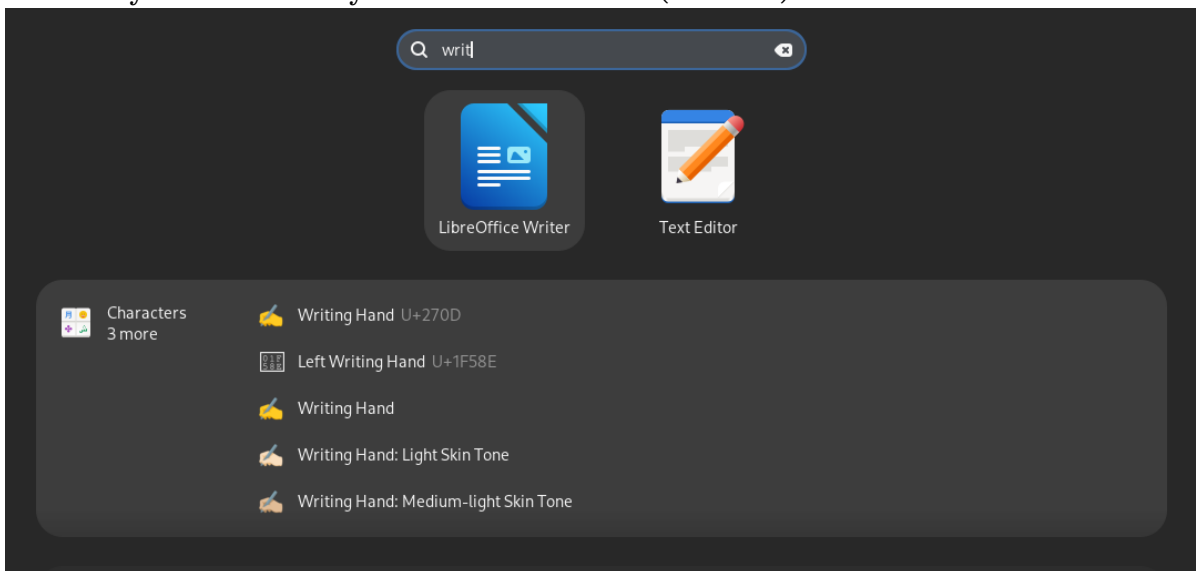 writ
LibreOffice Writer
Text Editor
Characters
3 more
Writing Hand U+270D
Left Writing Hand U+1F58E
Writing Hand
Writing Hand: Light Skin Tone
Writing Hand: Medium-light Skin Tone